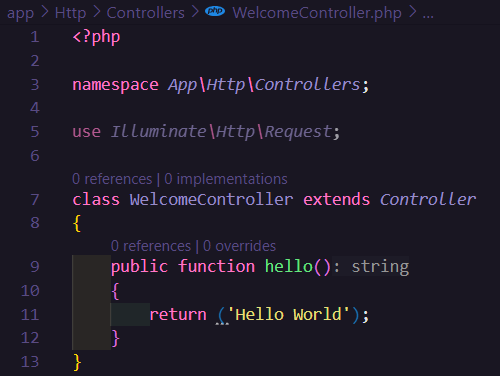 app > Http > Controllers > php WelcomeController.php > ...
1 <?php
2
3 namespace App\Http\Controllers;
4
5 use Illuminate\Http\Request;
6
0 references | 0 implementations
7 class WelcomeController extends Controller
8 {
0 references | 0 overrides
9 public function hello(): string
10 {
11 return ('Hello World');
12 }
13 }